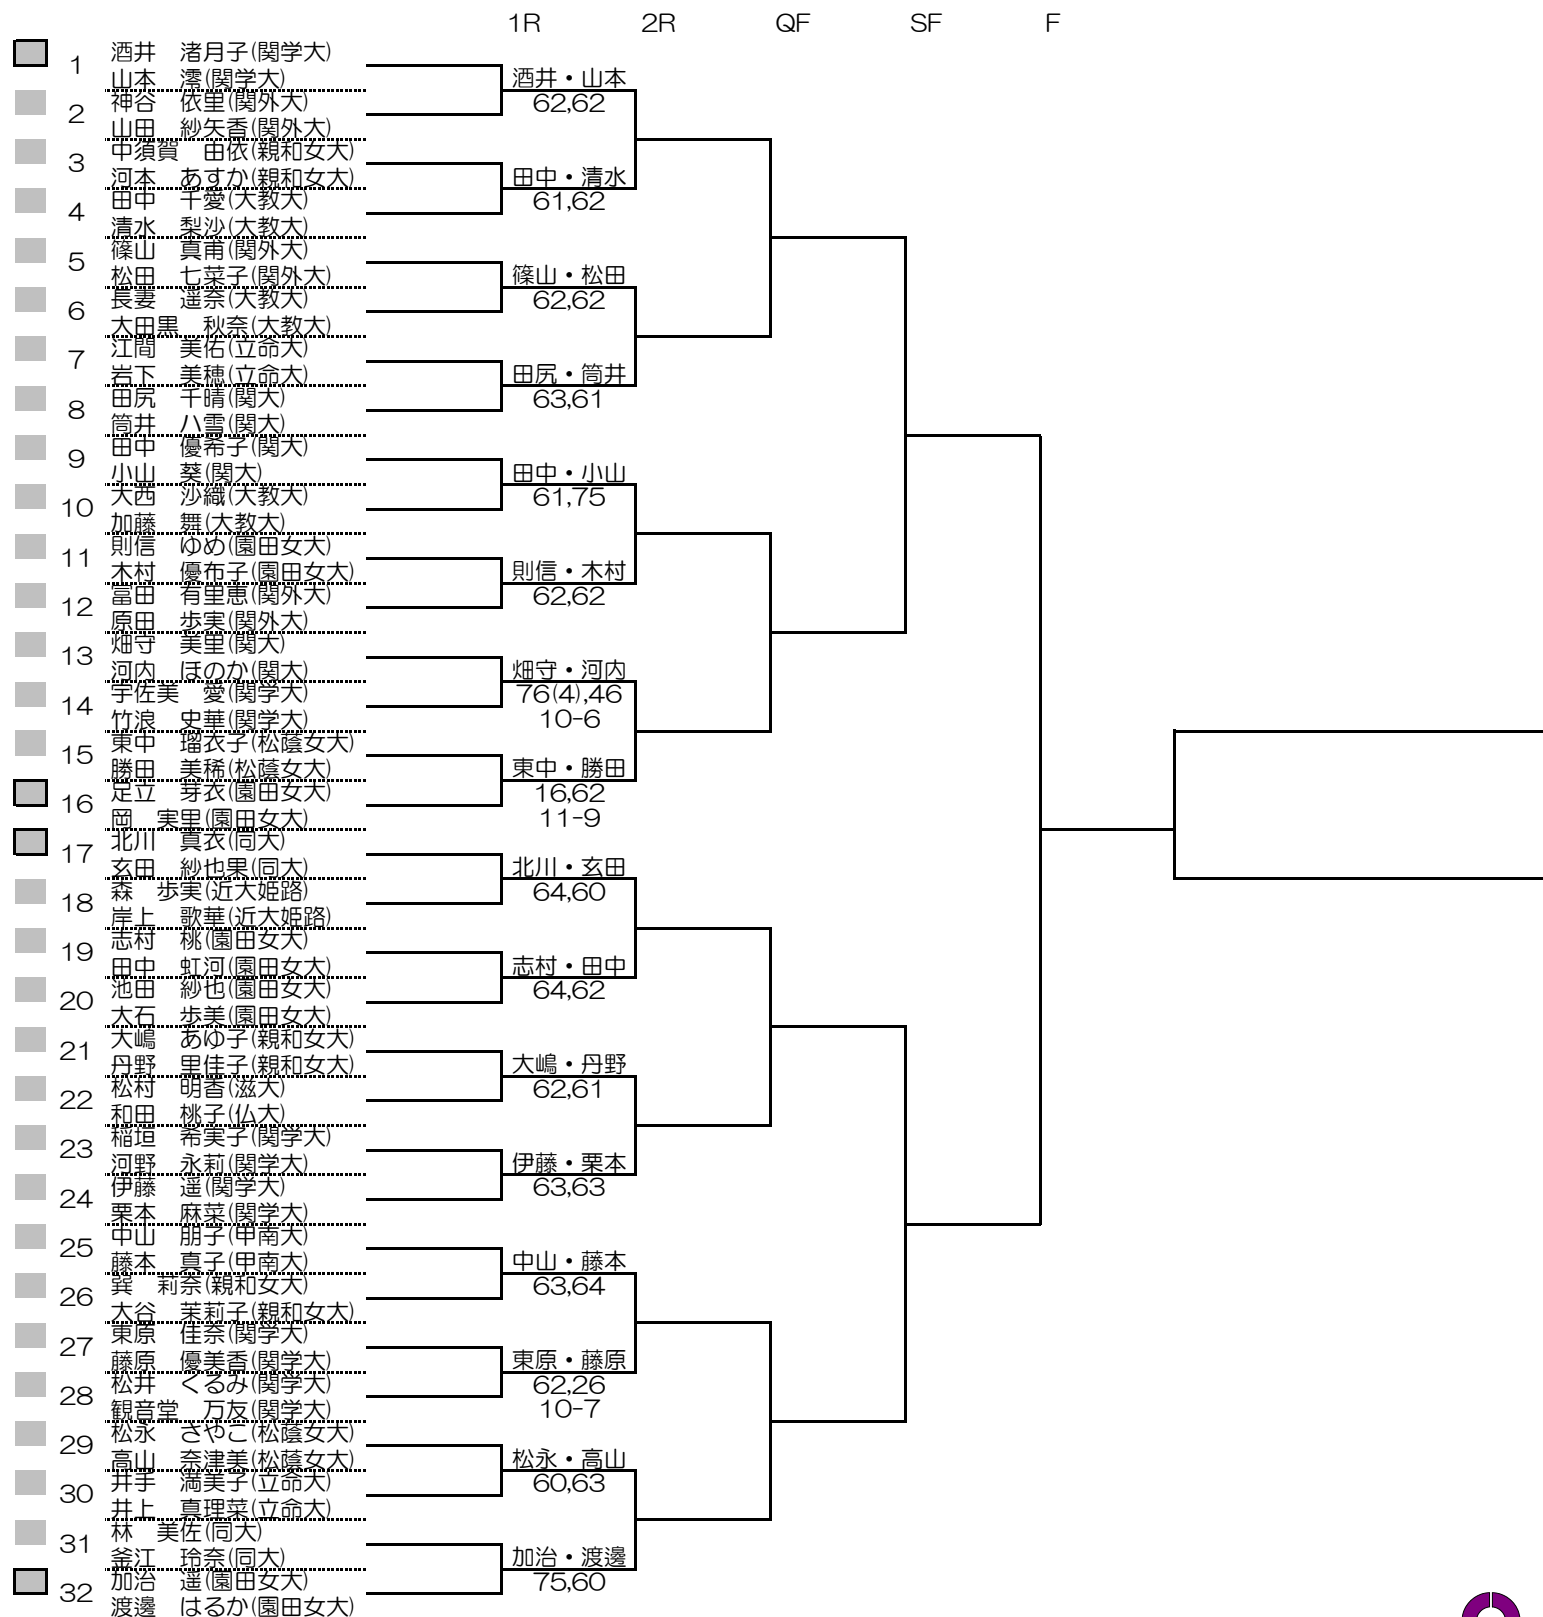 1R 2R QF SF F
1 酒井　渚月子(関学大)
山本　澪(関学大)
酒井・山本
62,62
2 神谷　依里(関外大)
山田　紗矢香(関外大)
3 中須賀　由依(親和女大)
河本　あすか(親和女大)
田中・清水
61,62
4 田中　千愛(大教大)
清水　梨沙(大教大)
5 篠山　真甫(関外大)
松田　七菜子(関外大)
篠山・松田
62,62
6 長妻　遥奈(大教大)
大田黒　秋奈(大教大)
7 江間　美佑(立命大)
岩下　美穂(立命大)
田尻・筒井
63,61
8 田尻　千晴(関大)
筒井　八雪(関大)
9 田中　優希子(関大)
小山　葵(関大)
田中・小山
61,75
10 大西　沙織(大教大)
加藤　舞(大教大)
11 則信　ゆめ(園田女大)
木村　優布子(園田女大)
則信・木村
62,62
12 冨田　有里恵(関外大)
原田　歩実(関外大)
13 畑守　美里(関大)
河内　ほのか(関大)
畑守・河内
76(4),46
10-6
14 宇佐美　愛(関学大)
竹浪　史華(関学大)
15 東中　瑠衣子(松蔭女大)
勝田　美稀(松蔭女大)
東中・勝田
16,62
11-9
16 足立　芽衣(園田女大)
岡　実里(園田女大)
17 北川　真衣(同大)
玄田　紗也果(同大)
北川・玄田
64,60
18 森　歩実(近大姫路)
岸上　歌華(近大姫路)
19 志村　桃(園田女大)
田中　虹河(園田女大)
志村・田中
64,62
20 池田　紗也(園田女大)
大石　歩美(園田女大)
21 大嶋　あゆ子(親和女大)
丹野　里佳子(親和女大)
大嶋・丹野
62,61
22 松村　明香(滋大)
和田　桃子(仏大)
23 稲垣　希実子(関学大)
河野　永莉(関学大)
伊藤・栗本
63,63
24 伊藤　遥(関学大)
栗本　麻菜(関学大)
25 中山　朋子(甲南大)
藤本　真子(甲南大)
中山・藤本
63,64
26 巽　莉奈(親和女大)
大谷　茉莉子(親和女大)
27 東原　佳奈(関学大)
藤原　優美香(関学大)
東原・藤原
62,26
10-7
28 松井　くるみ(関学大)
観音堂　万友(関学大)
29 松永　さやこ(松蔭女大)
高山　奈津美(松蔭女大)
松永・高山
60,63
30 井手　満美子(立命大)
井上　真理菜(立命大)
31 林　美佐(同大)
釜江　玲奈(同大)
加治・渡邊
75,60
32 加治　遥(園田女大)
渡邊　はるか(園田女大)